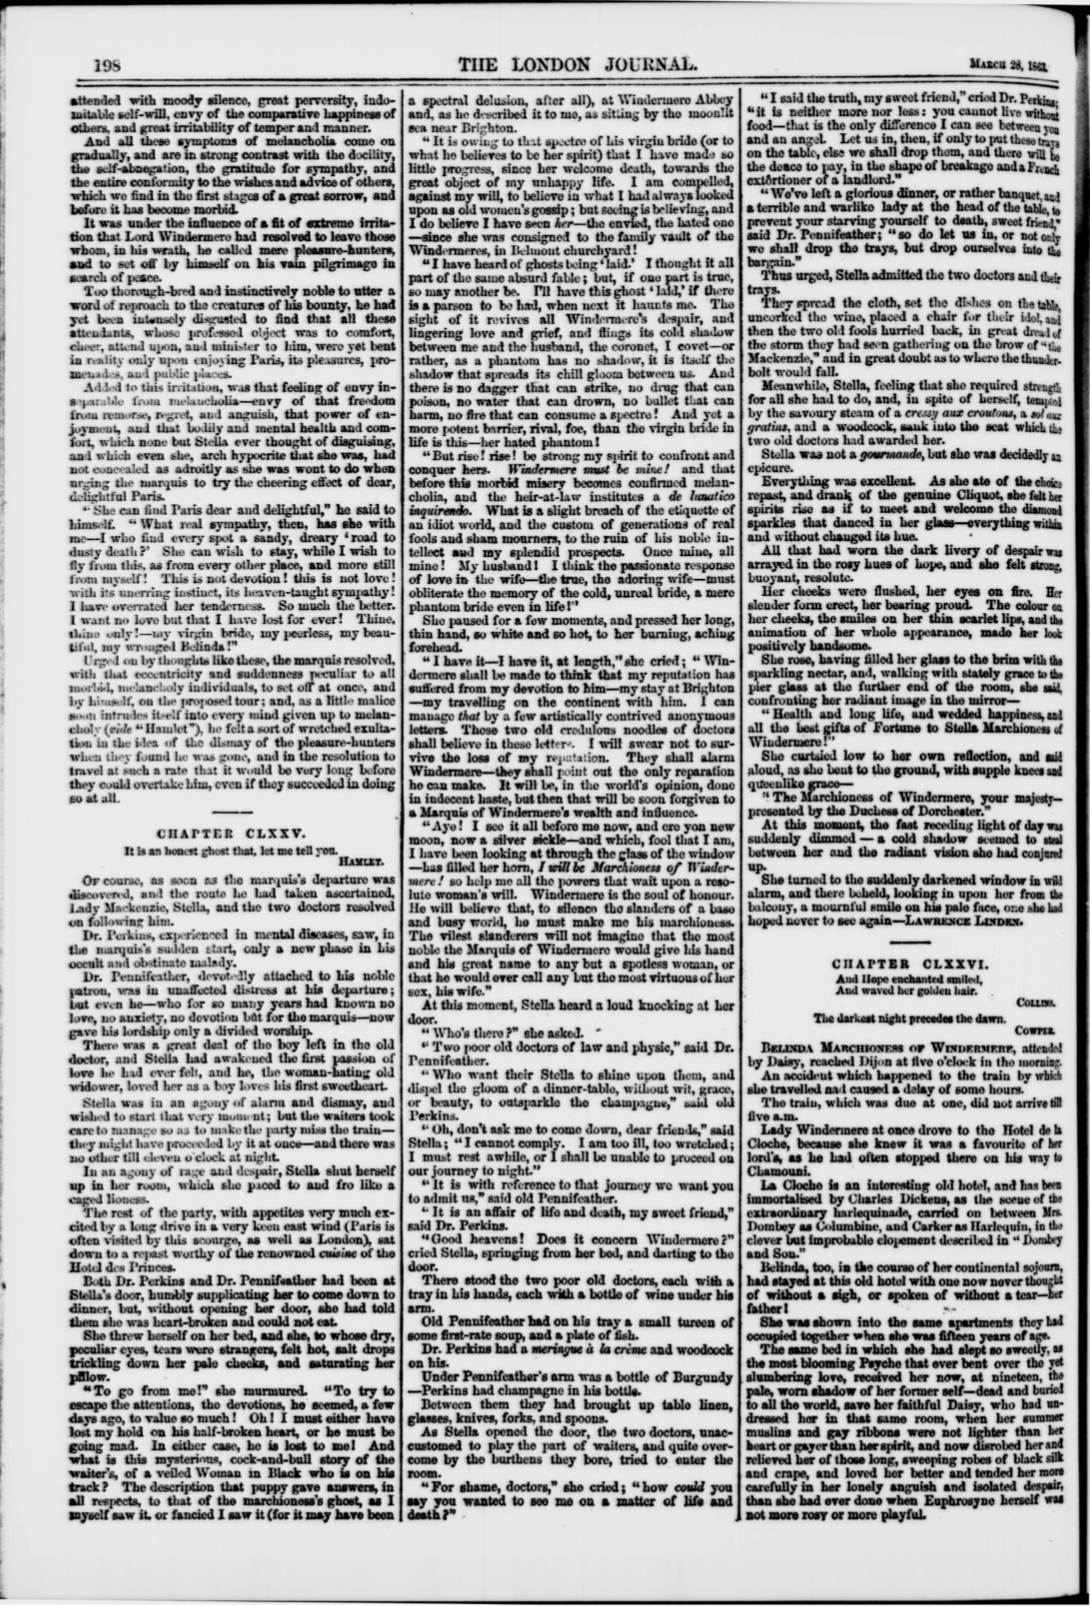 198
THE LONDON JOURNAL.
MARCH 28, 1863.
attended with moody silence, great perversity, indo-
mitable self-will, envy of the comparative happiness of
others, and great irritability of temper and manner.
And all these symptoms of melancholia come on
gradually, and are in strong contrast with the docility,
the self-abnegation, the gratitude for sympathy, and
the entire conformity to the wishes and advice of others,
which we find in the first stages of a great sorrow, and
before it has become morbid.
It was under the influence of a fit of extreme irrita-
tion that Lord Windermere had resolved to leave those
whom, in his wrath, he called mere pleasure-hunters,
and to set off by himself on his vain pilgrimage in
search of peace.
Too thorough-bred and instinctively noble to utter a
word of reproach to the creatures of his bounty, he had
yet been intensely disgusted to find that all these
attendants, whose professed object was to comfort,
cheer, attend upon, and minister to him, were yet bent
in reality only upon enjoying Paris, its pleasures, pro-
menades, and public places.
Added to this irritation, was that feeling of envy in-
separable from melancholia—envy of that freedom
from remorse, regret, and anguish, that power of en-
joyment, and that bodily and mental health and com-
fort, which none but Stella ever thought of disguising,
and which even she, arch hypocrite that she was, had
not concealed as adroitly as she was wont to do when
urging the marquis to try the cheering effect of dear,
delightful Paris.
"She can find Paris dear and delightful," he said to
himself. "What real sympathy, then, has she with
me—I who find every spot a sandy, dreary 'road to
dusty death?' She can wish to stay, while I wish to
fly from this, as from every other place, and more still
from myself! This is not devotion! this is not love!
with its unerring instinct, its heaven-taught sympathy!
I have overrated her tenderness. So much the better.
I want no love but that I have lost for ever! Thine,
thine only!—my virgin bride, my peerless, my beau-
tiful, my wronged Belinda!"
Urged on by thoughts like these, the marquis resolved,
with that eccentricity and suddenness peculiar to all
morbid, melancholy individuals, to set off at once, and
by himself, on the proposed tour; and, as a little malice
soon intrudes itself into every mind given up to melan-
choly (vide "Hamlet"), he felt a sort of wretched exulta-
tion in the idea of the dismay of the pleasure-hunters
when they found he was gone, and in the resolution to
travel at such a rate that it would be very long before
they could overtake him, even if they succeeded in doing
so at all.
CHAPTER CLXXV.
It is an honest ghost that, let me tell you.
HAMLET.
OF course, as soon as the marquis's departure was
discovered, and the route he had taken ascertained,
Lady Mackenzie, Stella, and the two doctors resolved
on following him.
Dr. Perkins, experienced in mental diseases, saw, in
the marquis's sudden start, only a new phase in his
occult and obstinate malady.
Dr. Pennifeather, devotedly attached to his noble
patron, was in unaffected distress at his departure;
but even he—who for so many years had known no
love, no anxiety, no devotion but for the marquis—now
gave his lordship only a divided worship.
There was a great deal of the boy left in the old
doctor, and Stella had awakened the first passion of
love he had ever felt, and he, the woman-hating old
widower, loved her as a boy loves his first sweetheart.
Stella was in an agony of alarm and dismay, and
wished to start that very moment; but the waiters took
care to manage so as to make the party miss the train—
they might have proceeded by it at once—and there was
no other till eleven o'clock at night.
In an agony of rage and despair, Stella shut herself
up in her room, which she paced to and fro like a
caged lioness.
The rest of the party, with appetites very much ex-
cited by a long drive in a very keen east wind (Paris is
often visited by this scourge, as well as London), sat
down to a repast worthy of the renowned cuisine of the
Hotel des Princes.
Both Dr. Perkins and Dr. Pennifeather had been at
Stella's door, humbly supplicating her to come down to
dinner, but, without opening her door, she had told
them she was heart-broken and could not eat.
She threw herself on her bed, and she, to whose dry,
peculiar eyes, tears were strangers, felt hot, salt drops
trickling down her pale cheeks, and saturating her
pillow.
"To go from me!" she murmured. "To try to
escape the attentions, the devotions, he seemed, a few
days ago, to value so much! Oh! I must either have
lost my hold on his half-broken heart, or he must be
going mad. In either case, he is lost to me! And
what is this mysterious, cock-and-bull story of the
waiter's, of a veiled Woman in Black who is on his
track? The description that puppy gave answers, in
all respects, to that of the marchioness's ghost, as I
myself saw it, or fancied I saw it (for it may have been
a spectral delusion, after all), at Windermere Abbey
and, as he described it to me, as sitting by the moonlit
sea near Brighton.
"It is owing to that spectre of his virgin bride (or to
what he believes to be her spirit) that I have made so
little progress, since her welcome death, towards the
great object of my unhappy life. I am compelled,
against my will, to believe in what I had always looked
upon as old women's gossip; but seeing is believing, and
I do believe I have seen her—the envied, the hated one
—since she was consigned to the family vault of the
Windermeres, in Belmont churchyard!
"I have heard of ghosts being 'laid.' I thought it all
part of the same absurd fable; but, if one part is true,
so may another be. I'll have this ghost 'laid,' if there
is a parson to be had, when next it haunts me. The
sight of it revives all Windermere's despair, and
lingering love and grief, and flings its cold shadow
between me and the husband, the coronet, I covet—or
rather, as a phantom has no shadow, it is itself the
shadow that spreads its chill gloom between us. And
there is no dagger that can strike, no drug that can
poison, no water that can drown, no bullet that can
harm, no fire that can consume a spectre! And yet a
more potent barrier, rival, foe, than the virgin bride in
life is this—her hated phantom!
"But rise! rise! be strong my spirit to confront and
conquer hers. Windermere must be mine! and that
before this morbid misery becomes confirmed melan-
cholia, and the heir-at-law institutes a de lunatico
inquirendo. What is a slight breach of the etiquette of
an idiot world, and the custom of generations of real
fools and sham mourners, to the ruin of his noble in-
tellect and my splendid prospects. Once mine, all
mine! My husband! I think the passionate response
of love in the wife—the true, the adoring wife—must
obliterate the memory of the cold, unreal bride, a mere
phantom bride even in life!"
She paused for a few moments, and pressed her long,
thin hand, so white and so hot, to her burning, aching
forehead.
"I have it—I have it, at length," she cried; "Win-
dermere shall be made to think that my reputation has
suffered from my devotion to him—my stay at Brighton
—my travelling on the continent with him. I can
manage that by a few artistically contrived anonymous
letters. Those two old credulous noodles of doctors
shall believe in these letters. I will swear not to sur-
vive the loss of my reputation. They shall alarm
Windermere—they shall point out the only reparation
he can make. It will be, in the world's opinion, done
in indecent haste, but then that will be soon forgiven to
a Marquis of Windermere's wealth and influence.
"Aye! I see it all before me now, and ere yon new
moon, now a silver sickle—and which, fool that I am,
I have been looking at through the glass of the window
—has filled her horn, I will be Marchioness of Winder-
mere! so help me all the powers that wait upon a reso-
lute woman's will. Windermere is the soul of honour.
He will believe that, to silence the slanders of a base
and busy world, he must make me his marchioness.
The vilest slanderers will not imagine that the most
noble the Marquis of Windermere would give his hand
and his great name to any but a spotless woman, or
that he would ever call any but the most virtuous of her
sex, his wife."
At this moment, Stella heard a loud knocking at her
door.
"Who's there?" she asked.
"Two poor old doctors of law and physic," said Dr.
Pennifeather.
"Who want their Stella to shine upon them, and
dispel the gloom of a dinner-table, without wit, grace,
or beauty, to outsparkle the champagne," said old
Perkins.
"Oh, don't ask me to come down, dear friends," said
Stella; "I cannot comply. I am too ill, too wretched;
I must rest awhile, or I shall be unable to proceed on
our journey to night."
"It is with reference to that journey we want you
to admit us," said old Pennifeather.
"It is an affair of life and death, my sweet friend,"
said Dr. Perkins.
"Good heavens! Does it concern Windermere?"
cried Stella, springing from her bed, and darting to the
door.
There stood the two poor old doctors, each with a
tray in his hands, each with a bottle of wine under his
arm.
Old Pennifeather had on his tray a small tureen of
some first-rate soup, and a plate of fish.
Dr. Perkins had a meringue à la crème and woodcock
on his.
Under Pennifeather's arm was a bottle of Burgundy
—Perkins had champagne in his bottle.
Between them they had brought up table linen,
glasses, knives, forks, and spoons.
As Stella opened the door, the two doctors, unac-
customed to play the part of waiters, and quite over-
come by the burthens they bore, tried to enter the
room.
"For shame, doctors," she cried; "how could you
say you wanted to see me on a matter of life and
death?"
"I said the truth, my sweet friend," cried Dr. Perkins;
"it is neither more nor less: you cannot live without
food—that is the only difference I can see between you
and an angel. Let us in, then, if only to put these trays
on the table, else we shall drop them, and there will be
the deuce to pay, in the shape of breakage and a French
extortioner of a landlord."
"We've left a glorious dinner, or rather banquet, and
a terrible and warlike lady at the head of the table, to
prevent your starving yourself to death, sweet friend,"
said Dr. Pennifeather; "so do let us in, or not only
we shall drop the trays, but drop ourselves into the
bargain."
Thus urged, Stella admitted the two doctors and their
trays.
They spread the cloth, set the dishes on the table,
uncorked the wine, placed a chair for their idol, and
then the two old fools hurried back, in great dread of
the storm they had seen gathering on the brow of "the
Mackenzie," and in great doubt as to where the thunder-
bolt would fall.
Meanwhile, Stella, feeling that she required strength
for all she had to do, and, in spite of herself, tempted
by the savoury steam of a cressy aux croutons, a sol aux
gratins, and a woodcock, sank into the seat which the
two old doctors had awarded her.
Stella was not a gourmande, but she was decidedly an
epicure.
Everything was excellent. As she ate of the choice
repast, and drank of the genuine Cliquot, she felt her
spirits rise as if to meet and welcome the diamond
sparkles that danced in her glass—everything within
and without changed its hue.
All that had worn the dark livery of despair was
arrayed in the rosy hues of hope, and she felt strong,
buoyant, resolute.
Her cheeks were flushed, her eyes on fire. Her
slender form erect, her bearing proud. The colour on
her cheeks, the smiles on her thin scarlet lips, and the
animation of her whole appearance, made her look
positively handsome.
She rose, having filled her glass to the brim with the
sparkling nectar, and, walking with stately grace to the
pier glass at the further end of the room, she said,
confronting her radiant image in the mirror—
"Health and long life, and wedded happiness, and
all the best gifts of Fortune to Stella Marchioness of
Windermere!"
She curtsied low to her own reflection, and said
aloud, as she bent to the ground, with supple knees and
queenlike grace—
"The Marchioness of Windermere, your majesty—
presented by the Duchess of Dorchester."
At this moment, the fast receding light of day was
suddenly dimmed—a cold shadow seemed to steal
between her and the radiant vision she had conjured
up.
She turned to the suddenly darkened window in wild
alarm, and there beheld, looking in upon her from the
balcony, a mournful smile on his pale face, one she had
hoped never to see again—LAWRENCE LINDEN.
CHAPTER CLXXVI.
And Hope enchanted smiled,
And waved her golden hair.
COLLINS.
The darkest night precedes the dawn.
COWPER.
BELINDA MARCHIONESS OF WINDERMERE, attended
by Daisy, reached Dijon at five o'clock in the morning.
An accident which happened to the train by which
she travelled nad caused a delay of some hours.
The train, which was due at one, did not arrive till
five a.m.
Lady Windermere at once drove to the Hotel de la
Cloche, because she knew it was a favourite of her
lord's, as he had often stopped there on his way to
Chamouni.
La Cloche is an interesting old hotel, and has been
immortalised by Charles Dickens, as the scene of the
extraordinary harlequinade, carried on between Mrs.
Dombey as Columbine, and Carker as Harlequin, in the
clever but improbable elopement described in "Dombey
and Son."
Belinda, too, in the course of her continental sojourn,
had stayed at this old hotel with one now never thought
of without a sigh, or spoken of without a tear—her
father!
She was shown into the same apartments they had
occupied together when she was fifteen years of age.
The same bed in which she had slept so sweetly, as
the most blooming Psyche that ever bent over the yet
slumbering love, received her now, at nineteen, the
pale, worn shadow of her former self—dead and buried
to all the world, save her faithful Daisy, who had un-
dressed her in that same room, when her summer
muslins and gay ribbons were not lighter than her
heart or gayer than her spirit, and now disrobed her and
relieved her of those long, sweeping robes of black silk
and crape, and loved her better and tended her more
carefully in her lonely anguish and isolated despair,
than she had ever done when Euphrosyne herself was
not more rosy or more playful.